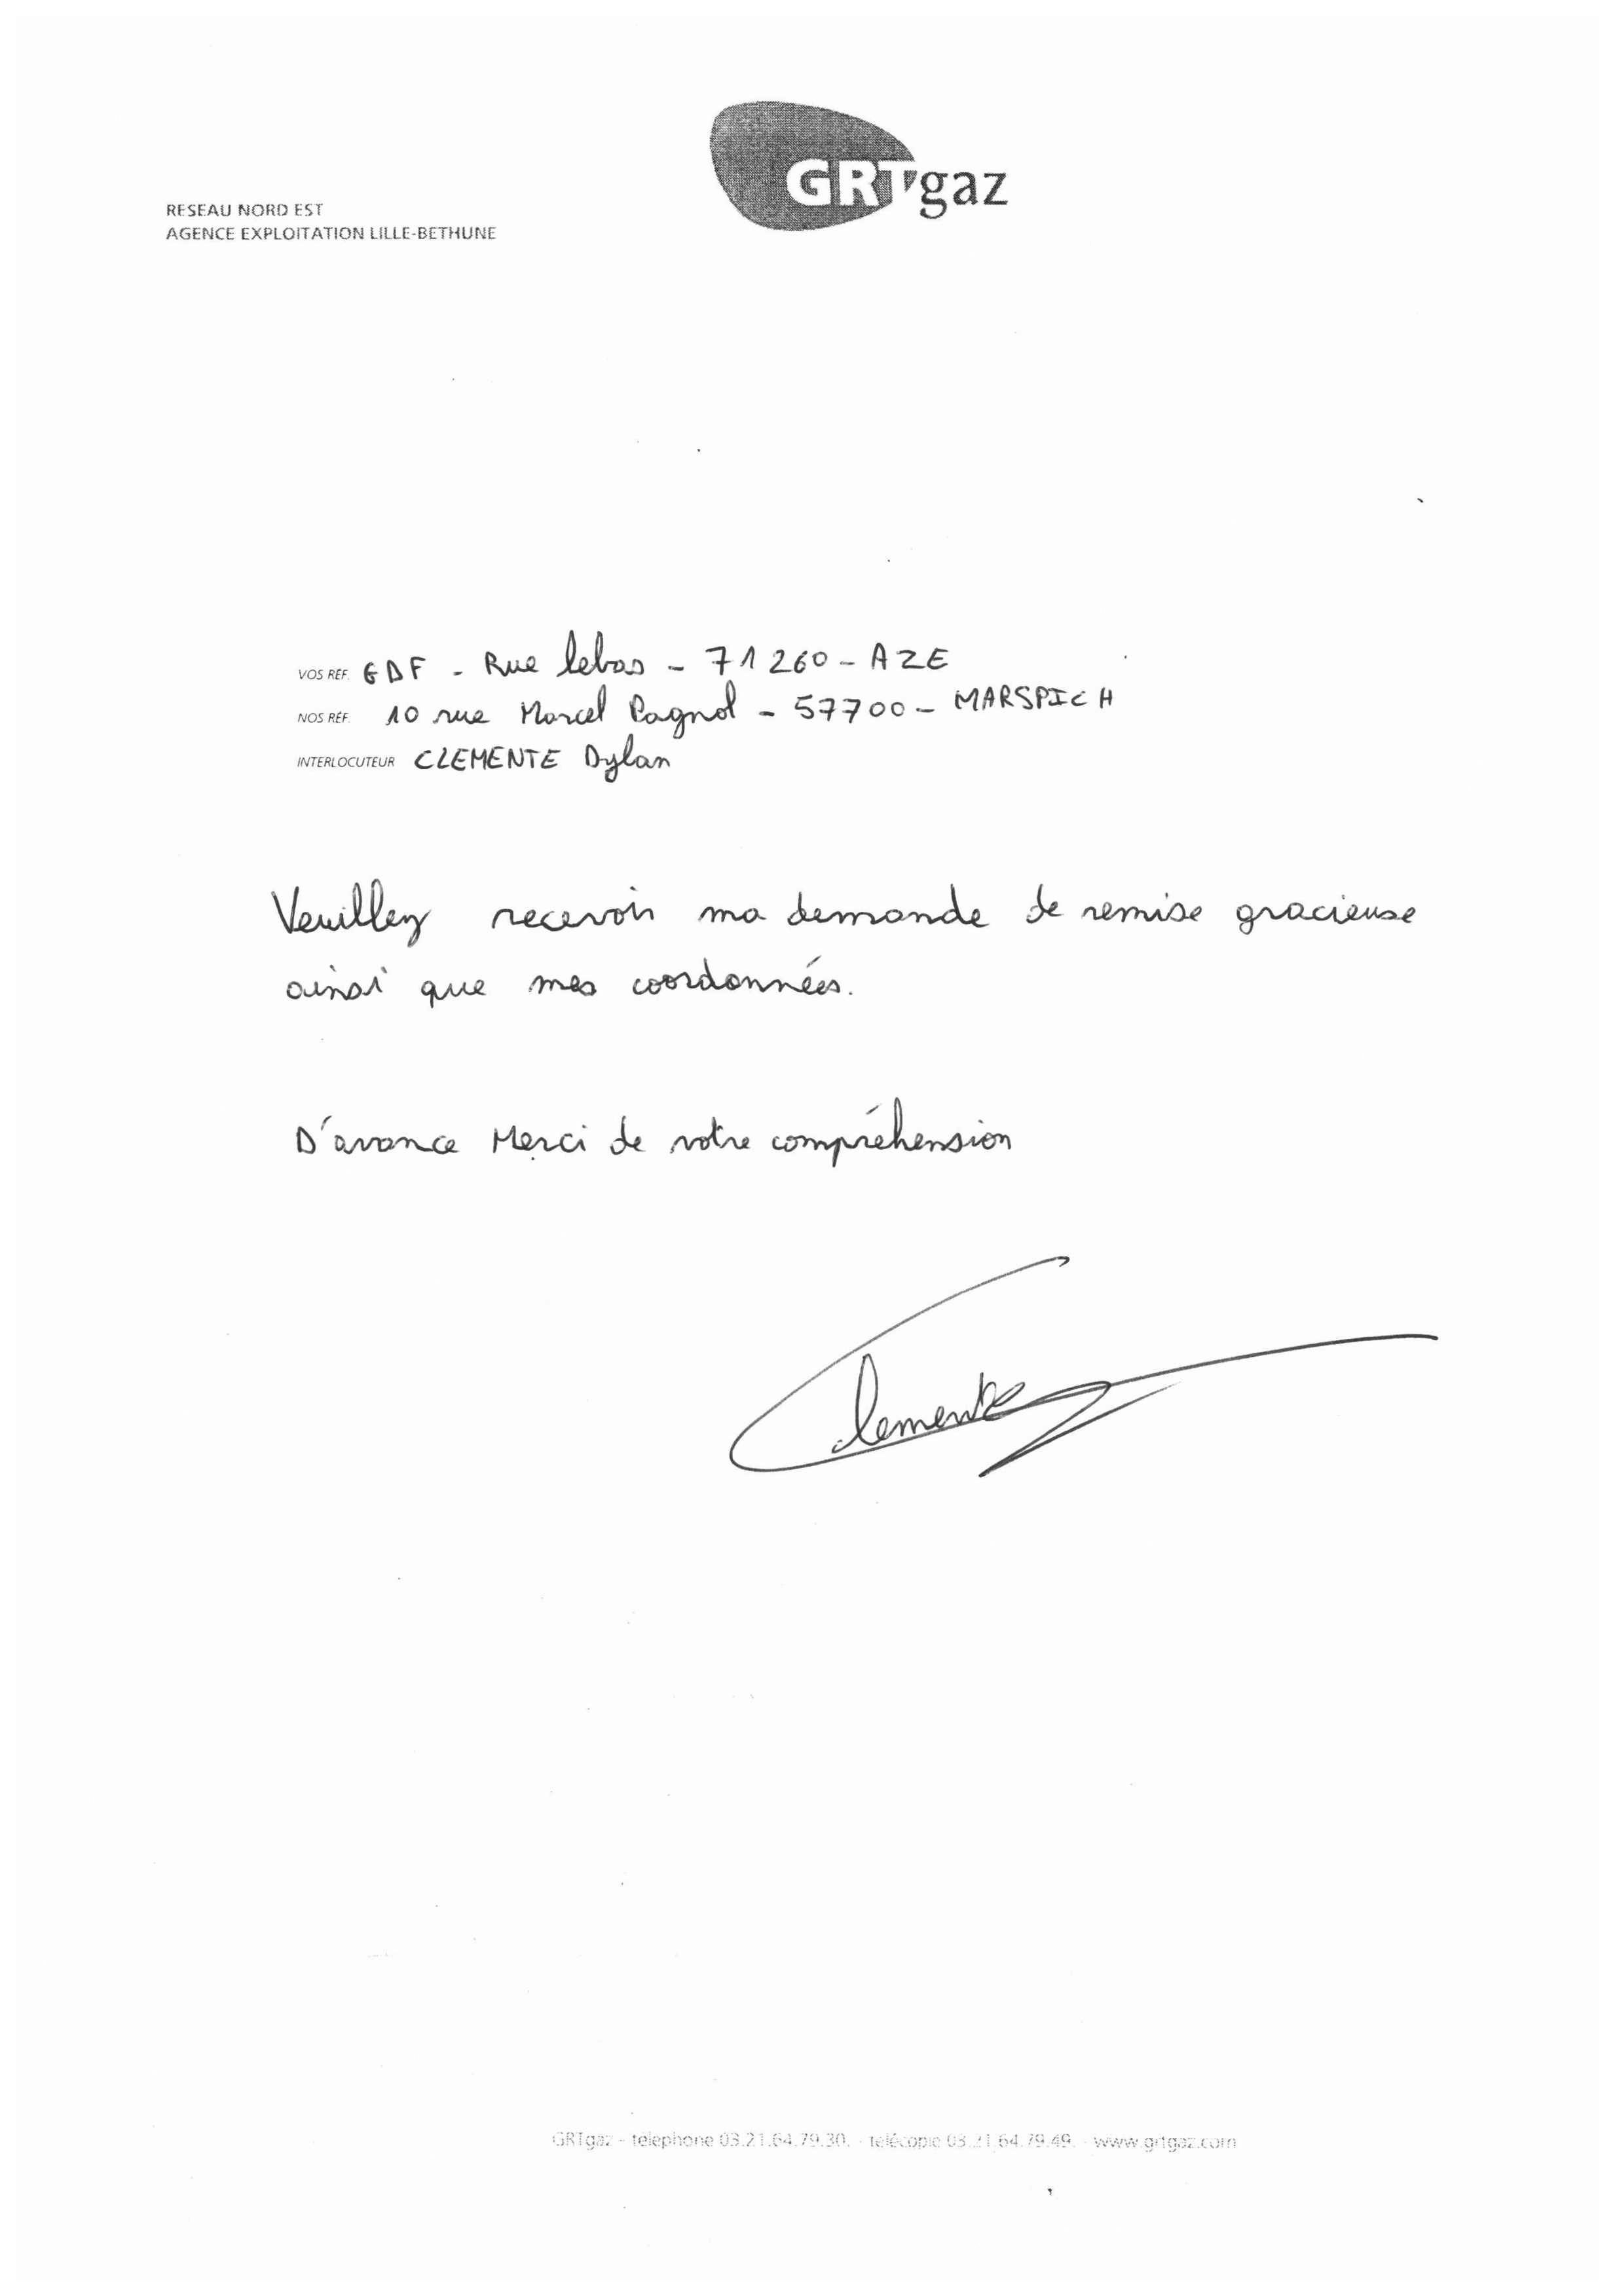 GRTgaz
RESEAU NORD EST
AGENCE EXPLOITATION LILLE-BETHUNE
VOS RÉF. GDF - Rue lebas - 71260 - AZE
NOS RÉF. 10 rue Marcel Pagnol - 57700 - MARSPICH
INTERLOCUTEUR CLEMENTE Dylan
Veuillez recevoir ma demande de remise gracieuse
ainsi que mes coordonnées.
D'avance Merci de votre compréhension
Clemente
GRTgaz - téléphone 03.21.64.79.30. - télécopie 03.21.64.79.49. - www.grtgaz.com